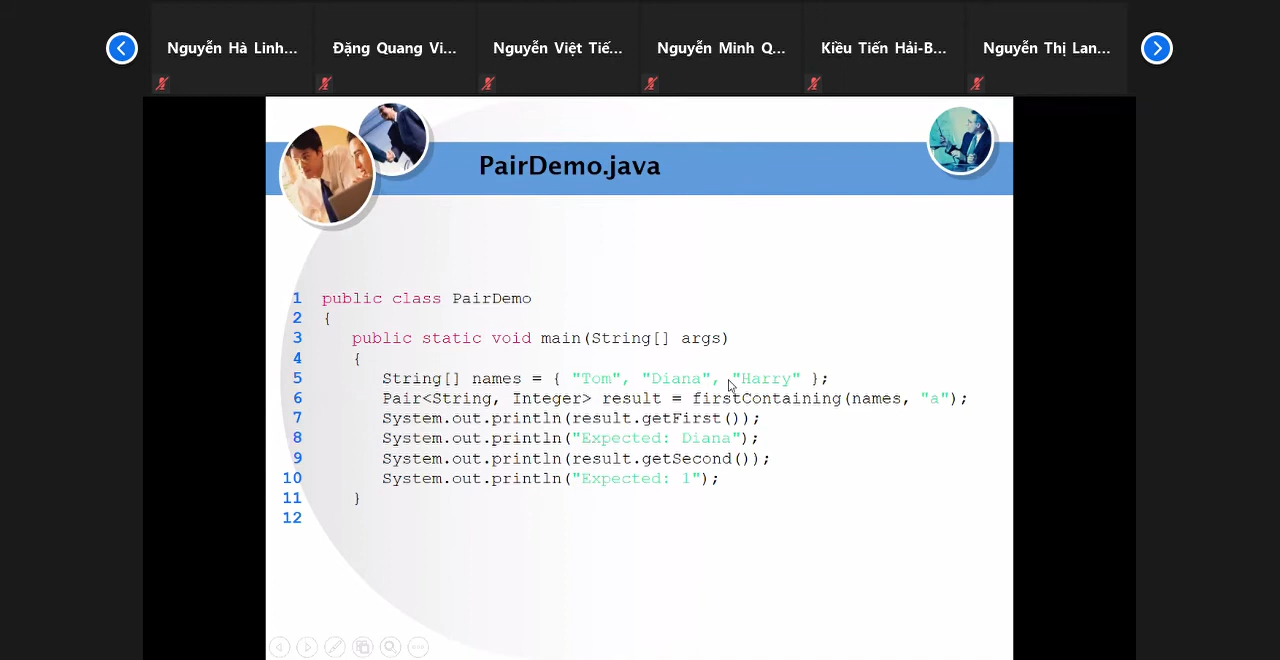 Nguyễn Hà Linh...
Đặng Quang Vi...
Nguyễn Việt Tiế...
Nguyễn Minh Q...
Kiều Tiến Hải-B...
Nguyễn Thị Lan...
PairDemo.java
1 public class PairDemo
2 {
3 public static void main(String[] args)
4 {
5 String[] names = { "Tom", "Diana", "Harry" };
6 Pair<String, Integer> result = firstContaining(names, "a");
7 System.out.println(result.getFirst());
8 System.out.println("Expected: Diana");
9 System.out.println(result.getSecond());
10 System.out.println("Expected: 1");
11 }
12